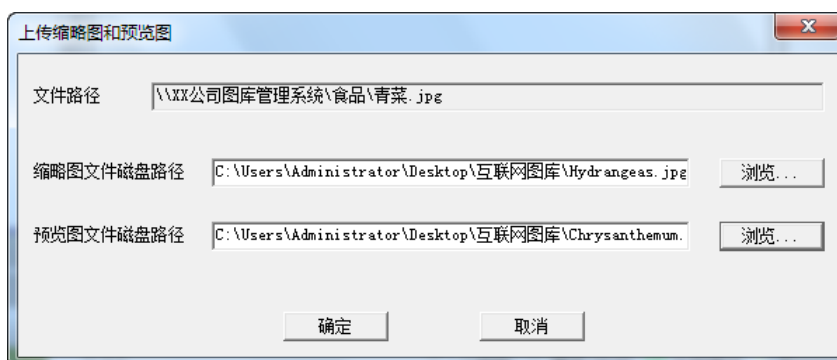 上传缩略图和预览图
文件路径 \\XX公司图库管理系统\食品\青菜.jpg
缩略图文件磁盘路径 C:\Users\Administrator\Desktop\互联网图库\Hydrangeas.jpg 浏览...
预览图文件磁盘路径 C:\Users\Administrator\Desktop\互联网图库\Chrysanthemum. 浏览...
确定 取消